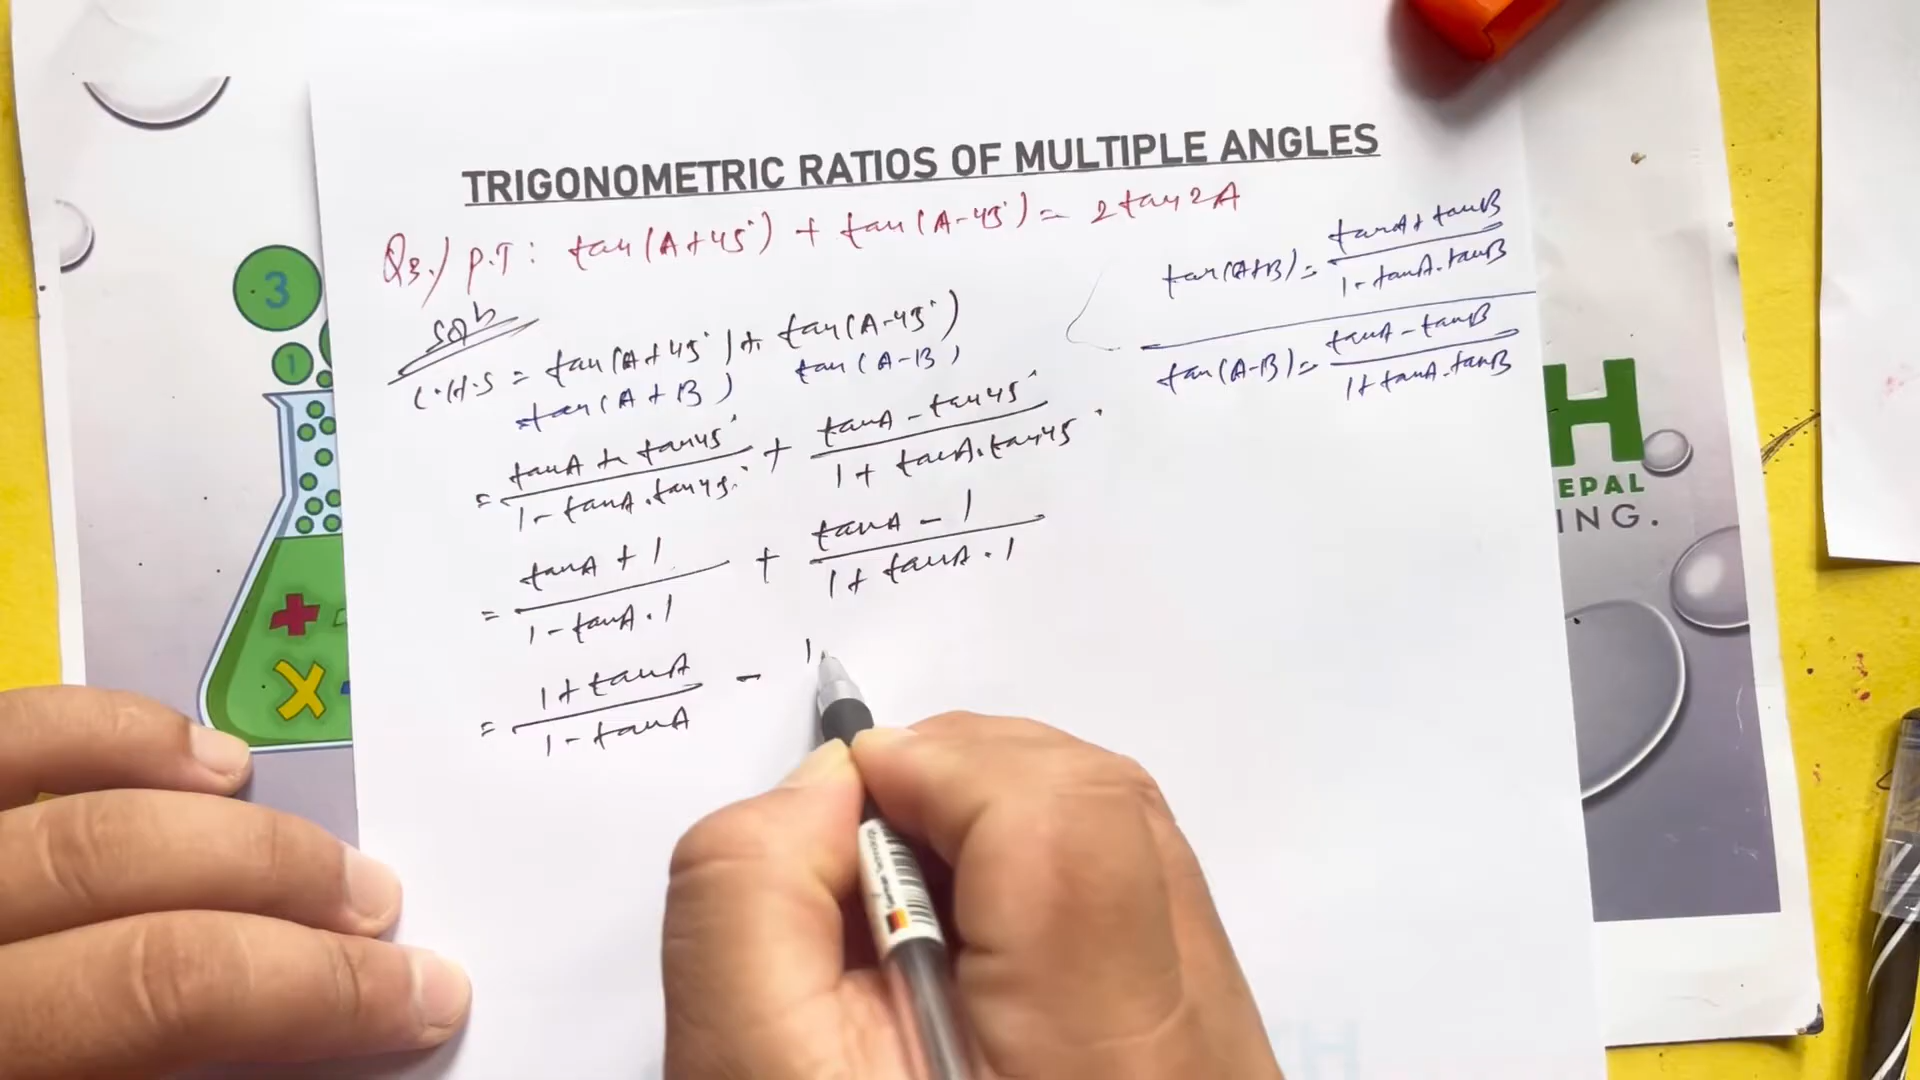 TRIGONOMETRIC RATIOS OF MULTIPLE ANGLES
Q3.) P.T: tan(A+45°) + tan(A-45°) = 2tan2A
tan(A+B) = tanA + tanB / 1 - tanA.tanB
tan(A-B) = tanA - tanB / 1 + tanA.tanB
L.H.S = tan(A+45°) + tan(A-45°)
tan(A+B) tan(A-B)
= tanA + tan45° / 1 - tanA.tan45° + tanA - tan45° / 1 + tanA.tan45°
= tanA + 1 / 1 - tanA.1 + tanA - 1 / 1 + tanA.1
= 1 + tanA / 1 - tanA - 1
3
1
H
EPAL
ING.